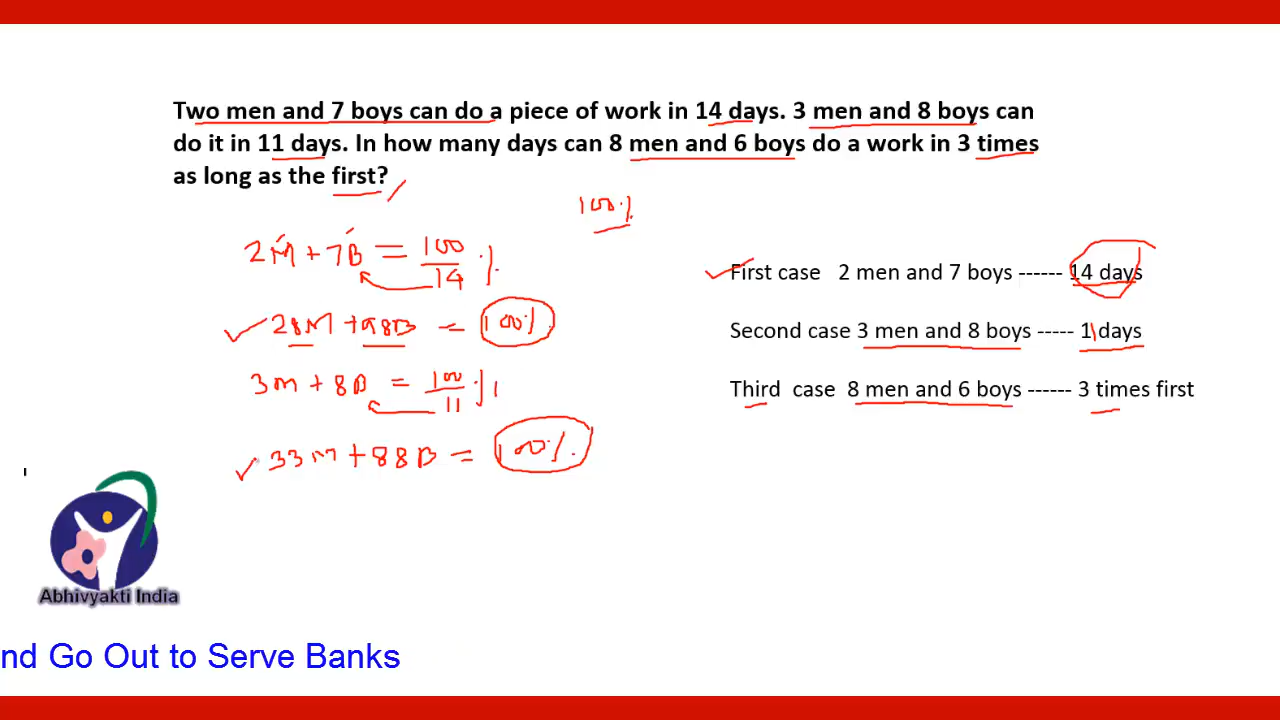 Two men and 7 boys can do a piece of work in 14 days. 3 men and 8 boys can
do it in 11 days. In how many days can 8 men and 6 boys do a work in 3 times
as long as the first?
100%
2M + 7B = 100/14 %
First case 2 men and 7 boys ------ 14 days
28M + 98B = 100%
Second case 3 men and 8 boys ----- 11 days
3M + 8B = 100/11 %
Third case 8 men and 6 boys ------ 3 times first
33M + 88B = 100%
Abhivyakti India
nd Go Out to Serve Banks